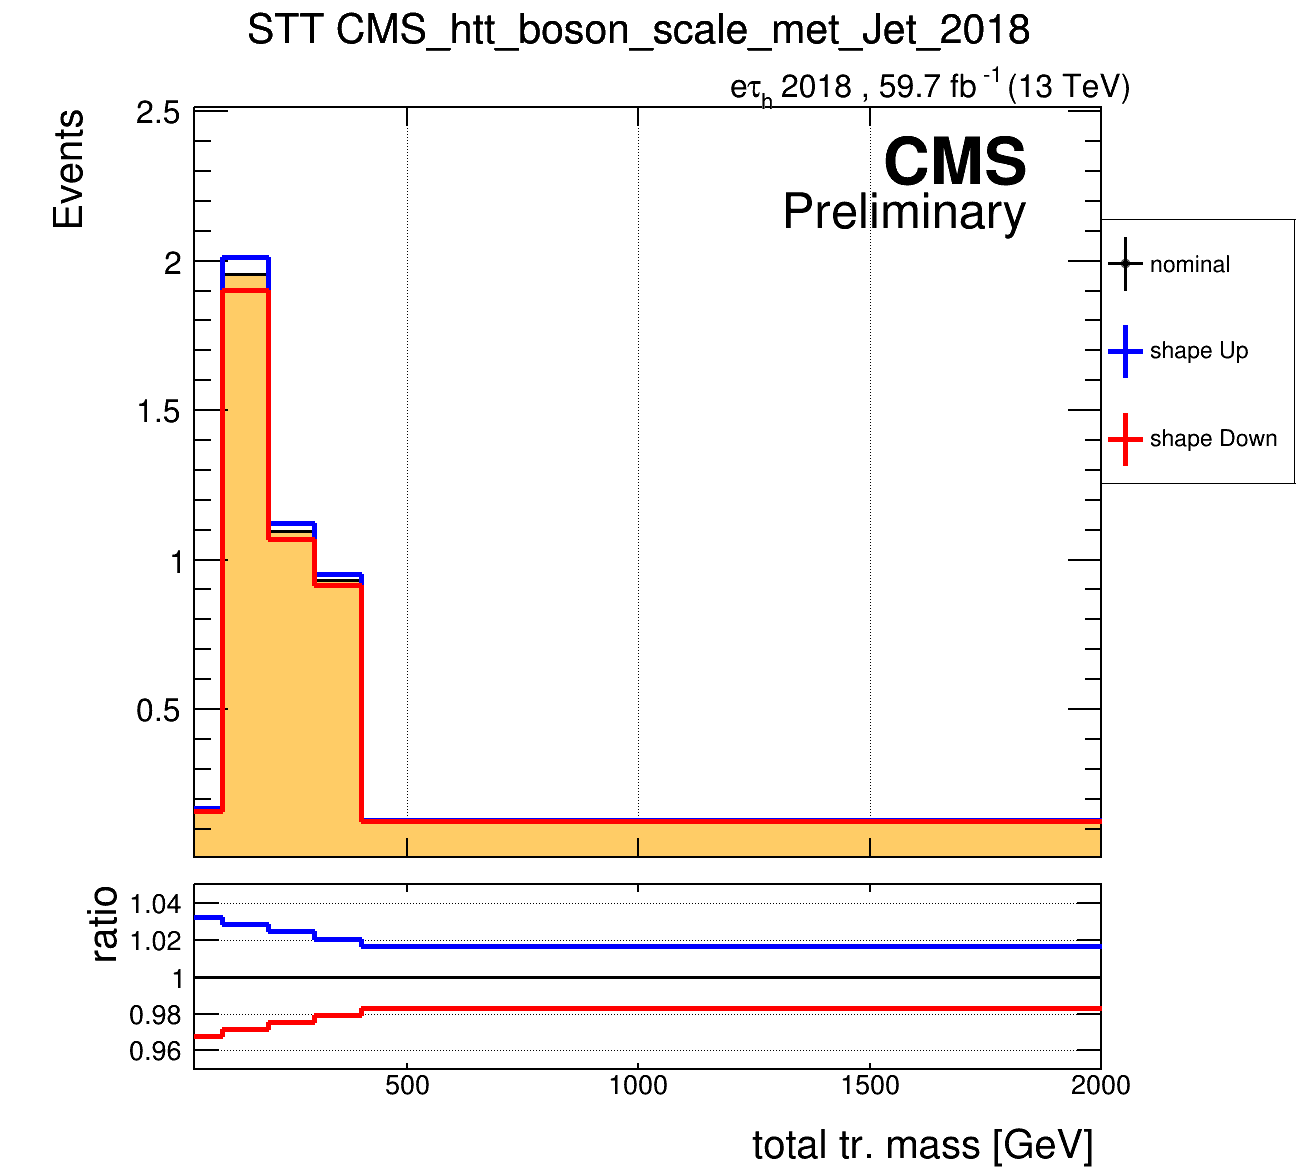 STT CMS_htt_boson_scale_met_Jet_2018
eτh 2018 , 59.7 fb -1 (13 TeV)
Events
2.5
2
1.5
1
0.5
CMS
Preliminary
nominal
shape Up
shape Down
ratio
1.04
1.02
1
0.98
0.96
500 1000 1500 2000
total tr. mass [GeV]